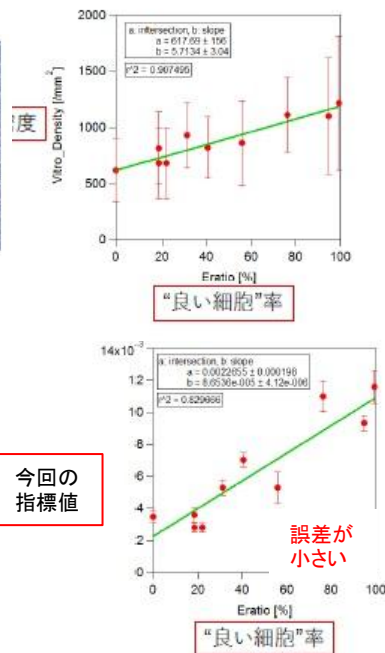 2000
a: intersection, b: slope
a = 617.69 ± 156
b = 5.7134 ± 3.04
r^2 = 0.907495
1500
度
Vitro_Density [/mm²]
1000
500
0
0 20 40 60 80 100
Eratio [%]
“良い細胞”率
14x10⁻³
a: intersection, b: slope
a = 0.0022655 ± 0.000198
b = 8.6536e-005 ± 4.12e-006
r^2 = 0.829666
12
10
8
6
4
2
0
今回の
指標値
誤差が
小さい
0 20 40 60 80 100
Eratio [%]
“良い細胞”率